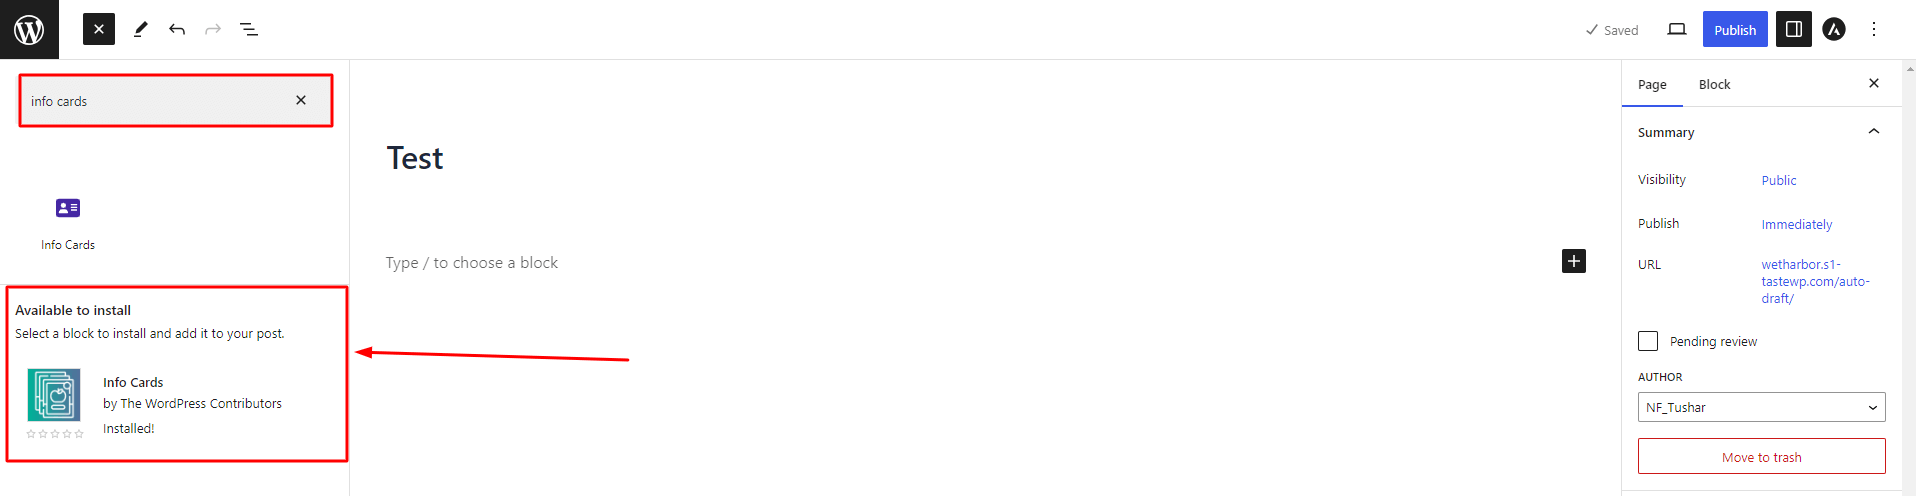 Saved
Publish
info cards
Info Cards
Available to install
Select a block to install and add it to your post.
Info Cards
by The WordPress Contributors
Installed!
Test
Type / to choose a block
Page
Block
Summary
Visibility
Public
Publish
Immediately
URL
wetharbor.s1-
tastewp.com/auto-
draft/
Pending review
AUTHOR
NF_Tushar
Move to trash